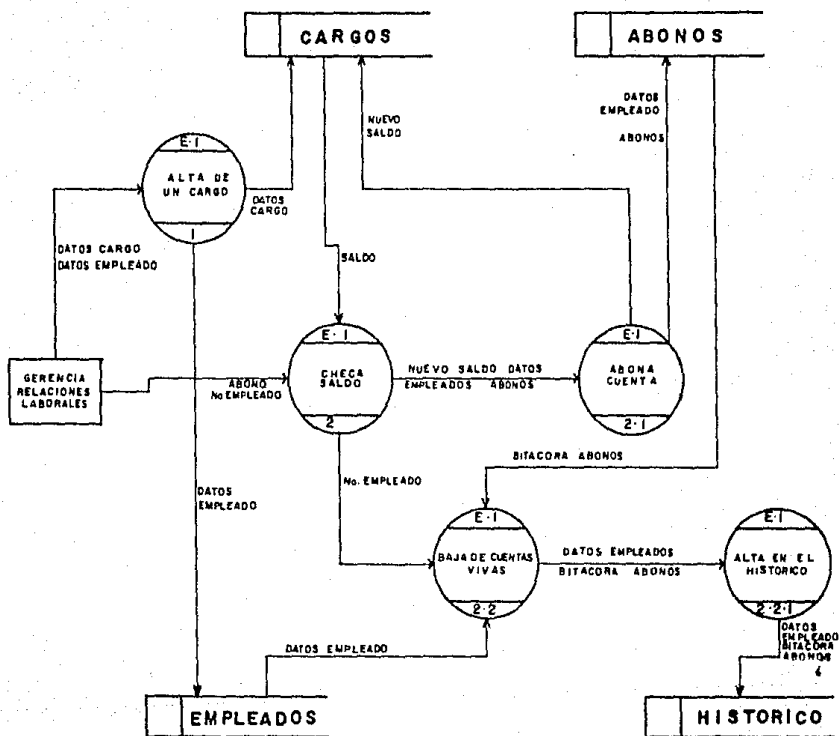 CARGOS
ABONOS
DATOS
EMPLEADO
ABONOS
NUEVO
SALDO
E·1
ALTA DE
UN CARGO
1
DATOS
CARGO
DATOS CARGO
DATOS EMPLEADO
SALDO
GERENCIA
RELACIONES
LABORALES
ABONO
No EMPLEADO
E·1
CHECA
SALDO
2
NUEVO SALDO DATOS
EMPLEADOS ABONOS
E·1
ABONA
CUENTA
2·1
BITACORA ABONOS
No. EMPLEADO
DATOS
EMPLEADO
E·1
BAJA DE CUENTAS
VIVAS
2·2
DATOS EMPLEADOS
BITACORA ABONOS
E·1
ALTA EN EL
HISTORICO
2·2·1
DATOS
EMPLEADO
BITACORA
ABONOS
DATOS EMPLEADO
EMPLEADOS
HISTORICO